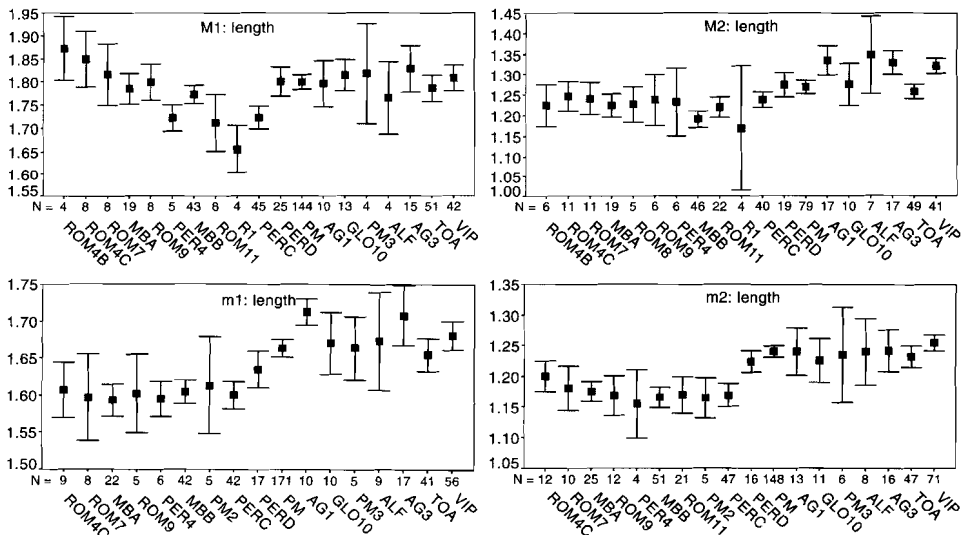 M1: length
1.95
1.90
1.85
1.80
1.75
1.70
1.65
1.60
1.55
N = 4 8 8 19 8 5 43 8 4 45 25 144 10 13 4 4 15 51 42
ROM4B ROM4C ROM7 MBA ROM9 PER4 MBB ROM11 R1 PERC PERD PM AG1 GLO10 PM3 ALF AG3 TOA VIP
M2: length
1.45
1.40
1.35
1.30
1.25
1.20
1.15
1.10
1.05
1.00
N = 6 11 11 19 5 6 6 46 22 4 40 19 79 17 10 7 17 49 41
ROM4B ROM4C ROM7 MBA ROM8 ROM9 PER4 MBB ROM11 R1 PERC PERD PM AG1 GLO10 ALF AG3 TOA VIP
m1: length
1.75
1.70
1.65
1.60
1.55
1.50
N = 9 8 22 5 6 42 5 42 17 171 10 10 5 9 17 41 56
ROM4C ROM7 MBA ROM9 PER4 MBB PM2 PERC PERD PM AG1 GLO10 PM3 ALF AG3 TOA VIP
m2: length
1.35
1.30
1.25
1.20
1.15
1.10
1.05
N = 12 10 25 12 4 51 21 5 47 16 148 13 11 6 8 16 47 71
ROM4C ROM7 MBA ROM9 PER4 MBB ROM11 PM2 PERC PERD PM AG1 GLO10 PM3 ALF AG3 TOA VIP